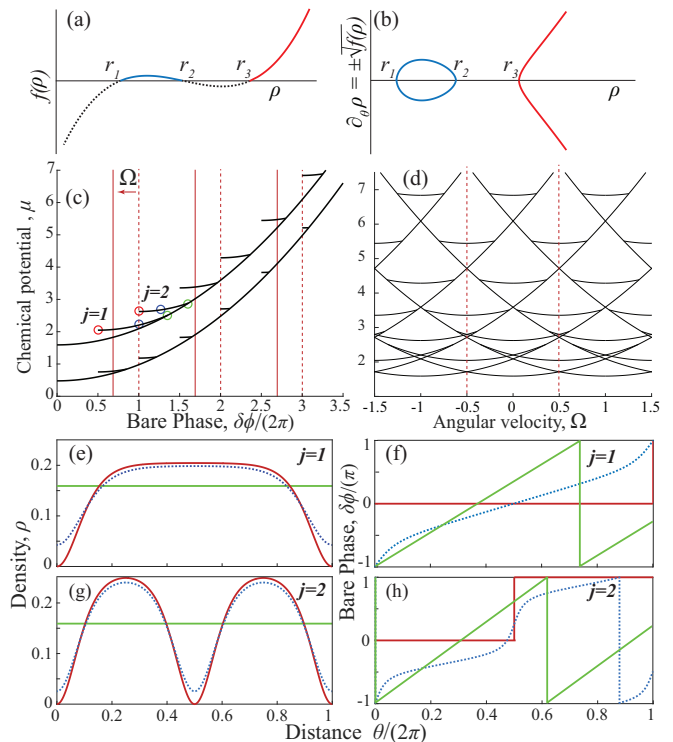 (a)
f(ρ)
r1 r2 r3 ρ
(b)
∂θρ = ±√f(ρ)
r1 r2 r3 ρ
(c)
Ω
j=2
j=1
Chemical potential , μ
7
6
5
4
3
2
1
0
0 0.5 1 1.5 2 2.5 3 3.5
Bare Phase, δϕ/(2π)
(d)
7
6
5
4
3
2
-1.5 -1 -0.5 0 0.5 1 1.5
Angular velocity, Ω
(e) j=1
0.2
0.1
0
Density, ρ
(f) j=1
1
0
-1
Bare Phase, δϕ/(π)
(g) j=2
0.2
0.1
0
0 0.2 0.4 0.6 0.8 1
(h) j=2
1
0
-1
0 0.2 0.4 0.6 0.8 1
Distance θ/(2π)